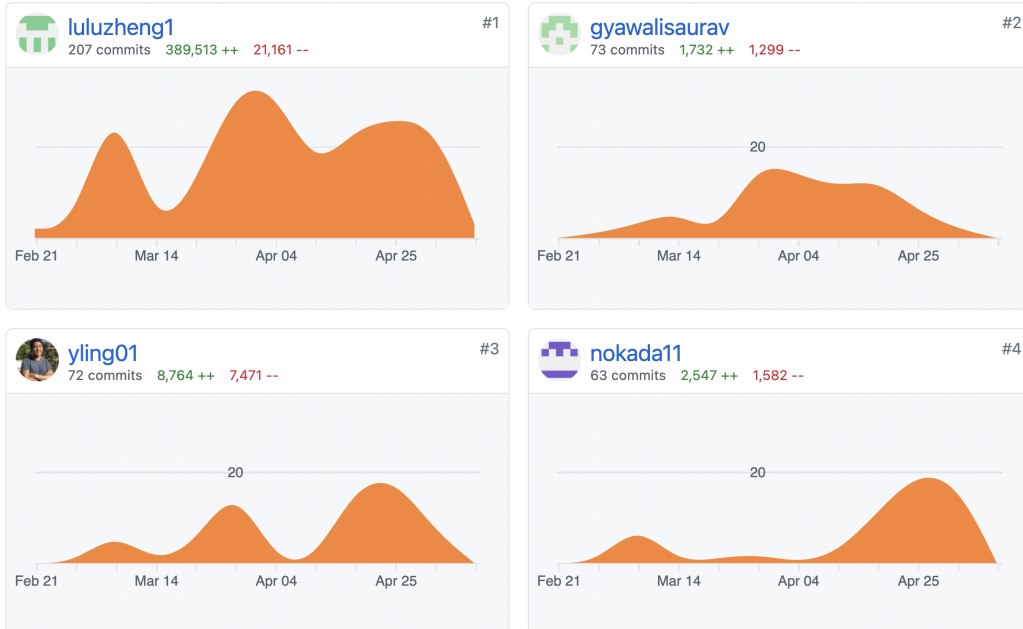 luluzheng1 #1
207 commits 389,513 ++ 21,161 --
Feb 21 Mar 14 Apr 04 Apr 25
gyawalisaurav #2
73 commits 1,732 ++ 1,299 --
20
Feb 21 Mar 14 Apr 04 Apr 25
yling01 #3
72 commits 8,764 ++ 7,471 --
20
Feb 21 Mar 14 Apr 04 Apr 25
nokada11 #4
63 commits 2,547 ++ 1,582 --
20
Feb 21 Mar 14 Apr 04 Apr 25